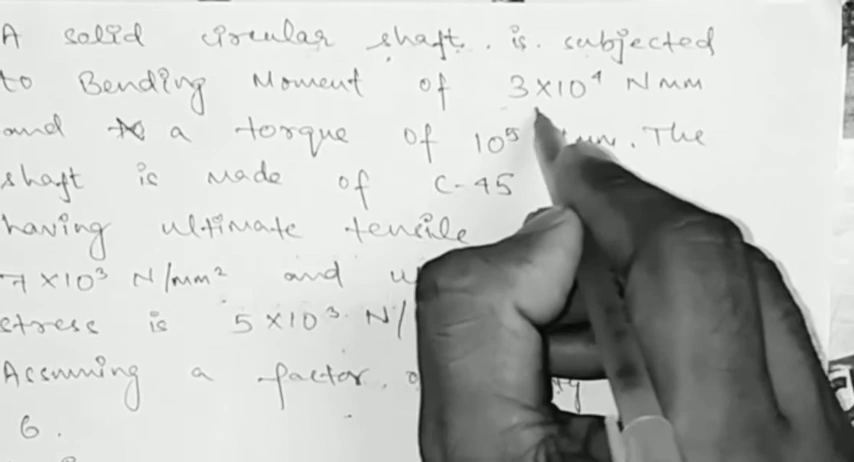 A solid circular shaft. is. subjected
to Bending Moment of 3×10⁴ N mm
and a torque of 10⁵ The
shaft is made of C-45
having ultimate tensile
7×10³ N/mm² and
stress is 5×10³ N/
Assuming a factor.
6.